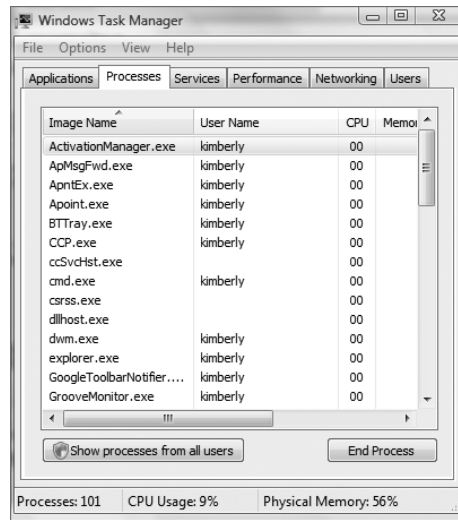 Windows Task Manager
File Options View Help
Applications Processes Services Performance Networking Users
Image Name User Name CPU Memor
ActivationManager.exe kimberly 00
ApMsgFwd.exe kimberly 00
ApntEx.exe kimberly 00
Apoint.exe kimberly 00
BTTray.exe kimberly 00
CCP.exe kimberly 00
ccSvcHst.exe 00
cmd.exe kimberly 00
csrss.exe 00
dllhost.exe 00
dwm.exe kimberly 00
explorer.exe kimberly 00
GoogleToolbarNotifier.... kimberly 00
GrooveMonitor.exe kimberly 00
Show processes from all users End Process
Processes: 101 CPU Usage: 9% Physical Memory: 56%